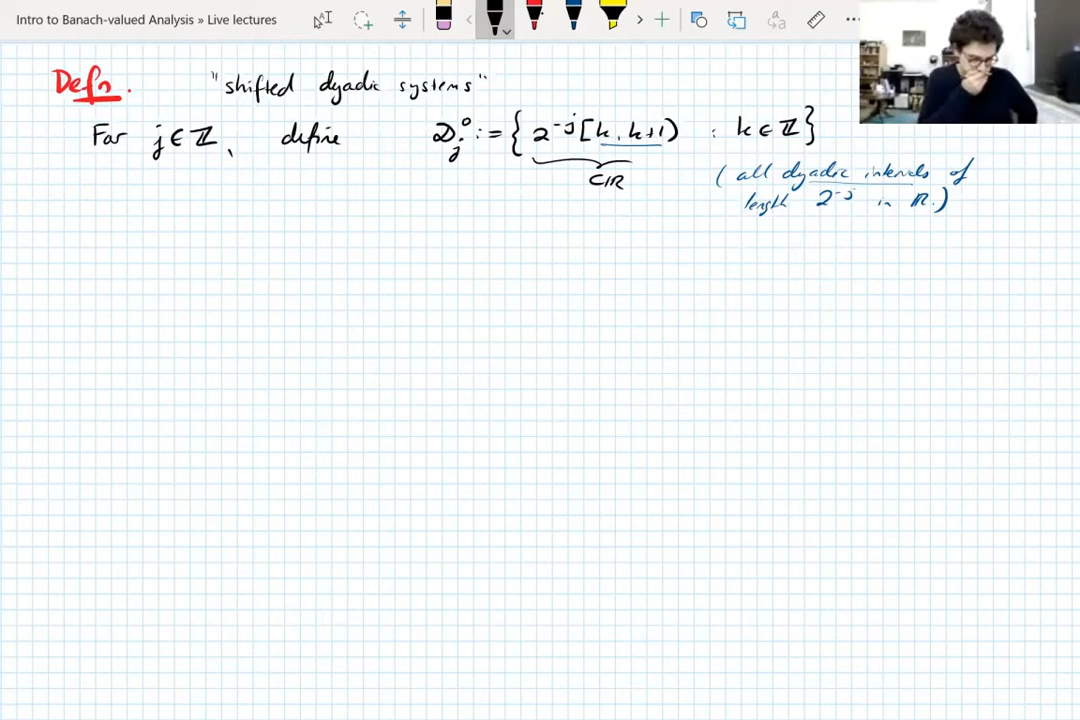 Intro to Banach-valued Analysis » Live lectures
Defn. "shifted dyadic systems"
For j ∈ ℤ, define 𝒟ⱼ⁰ := { 2^{-j} [k, k+1) : k ∈ ℤ }
⊂ ℝ
(all dyadic intervals of
length 2^{-j} in ℝ.)